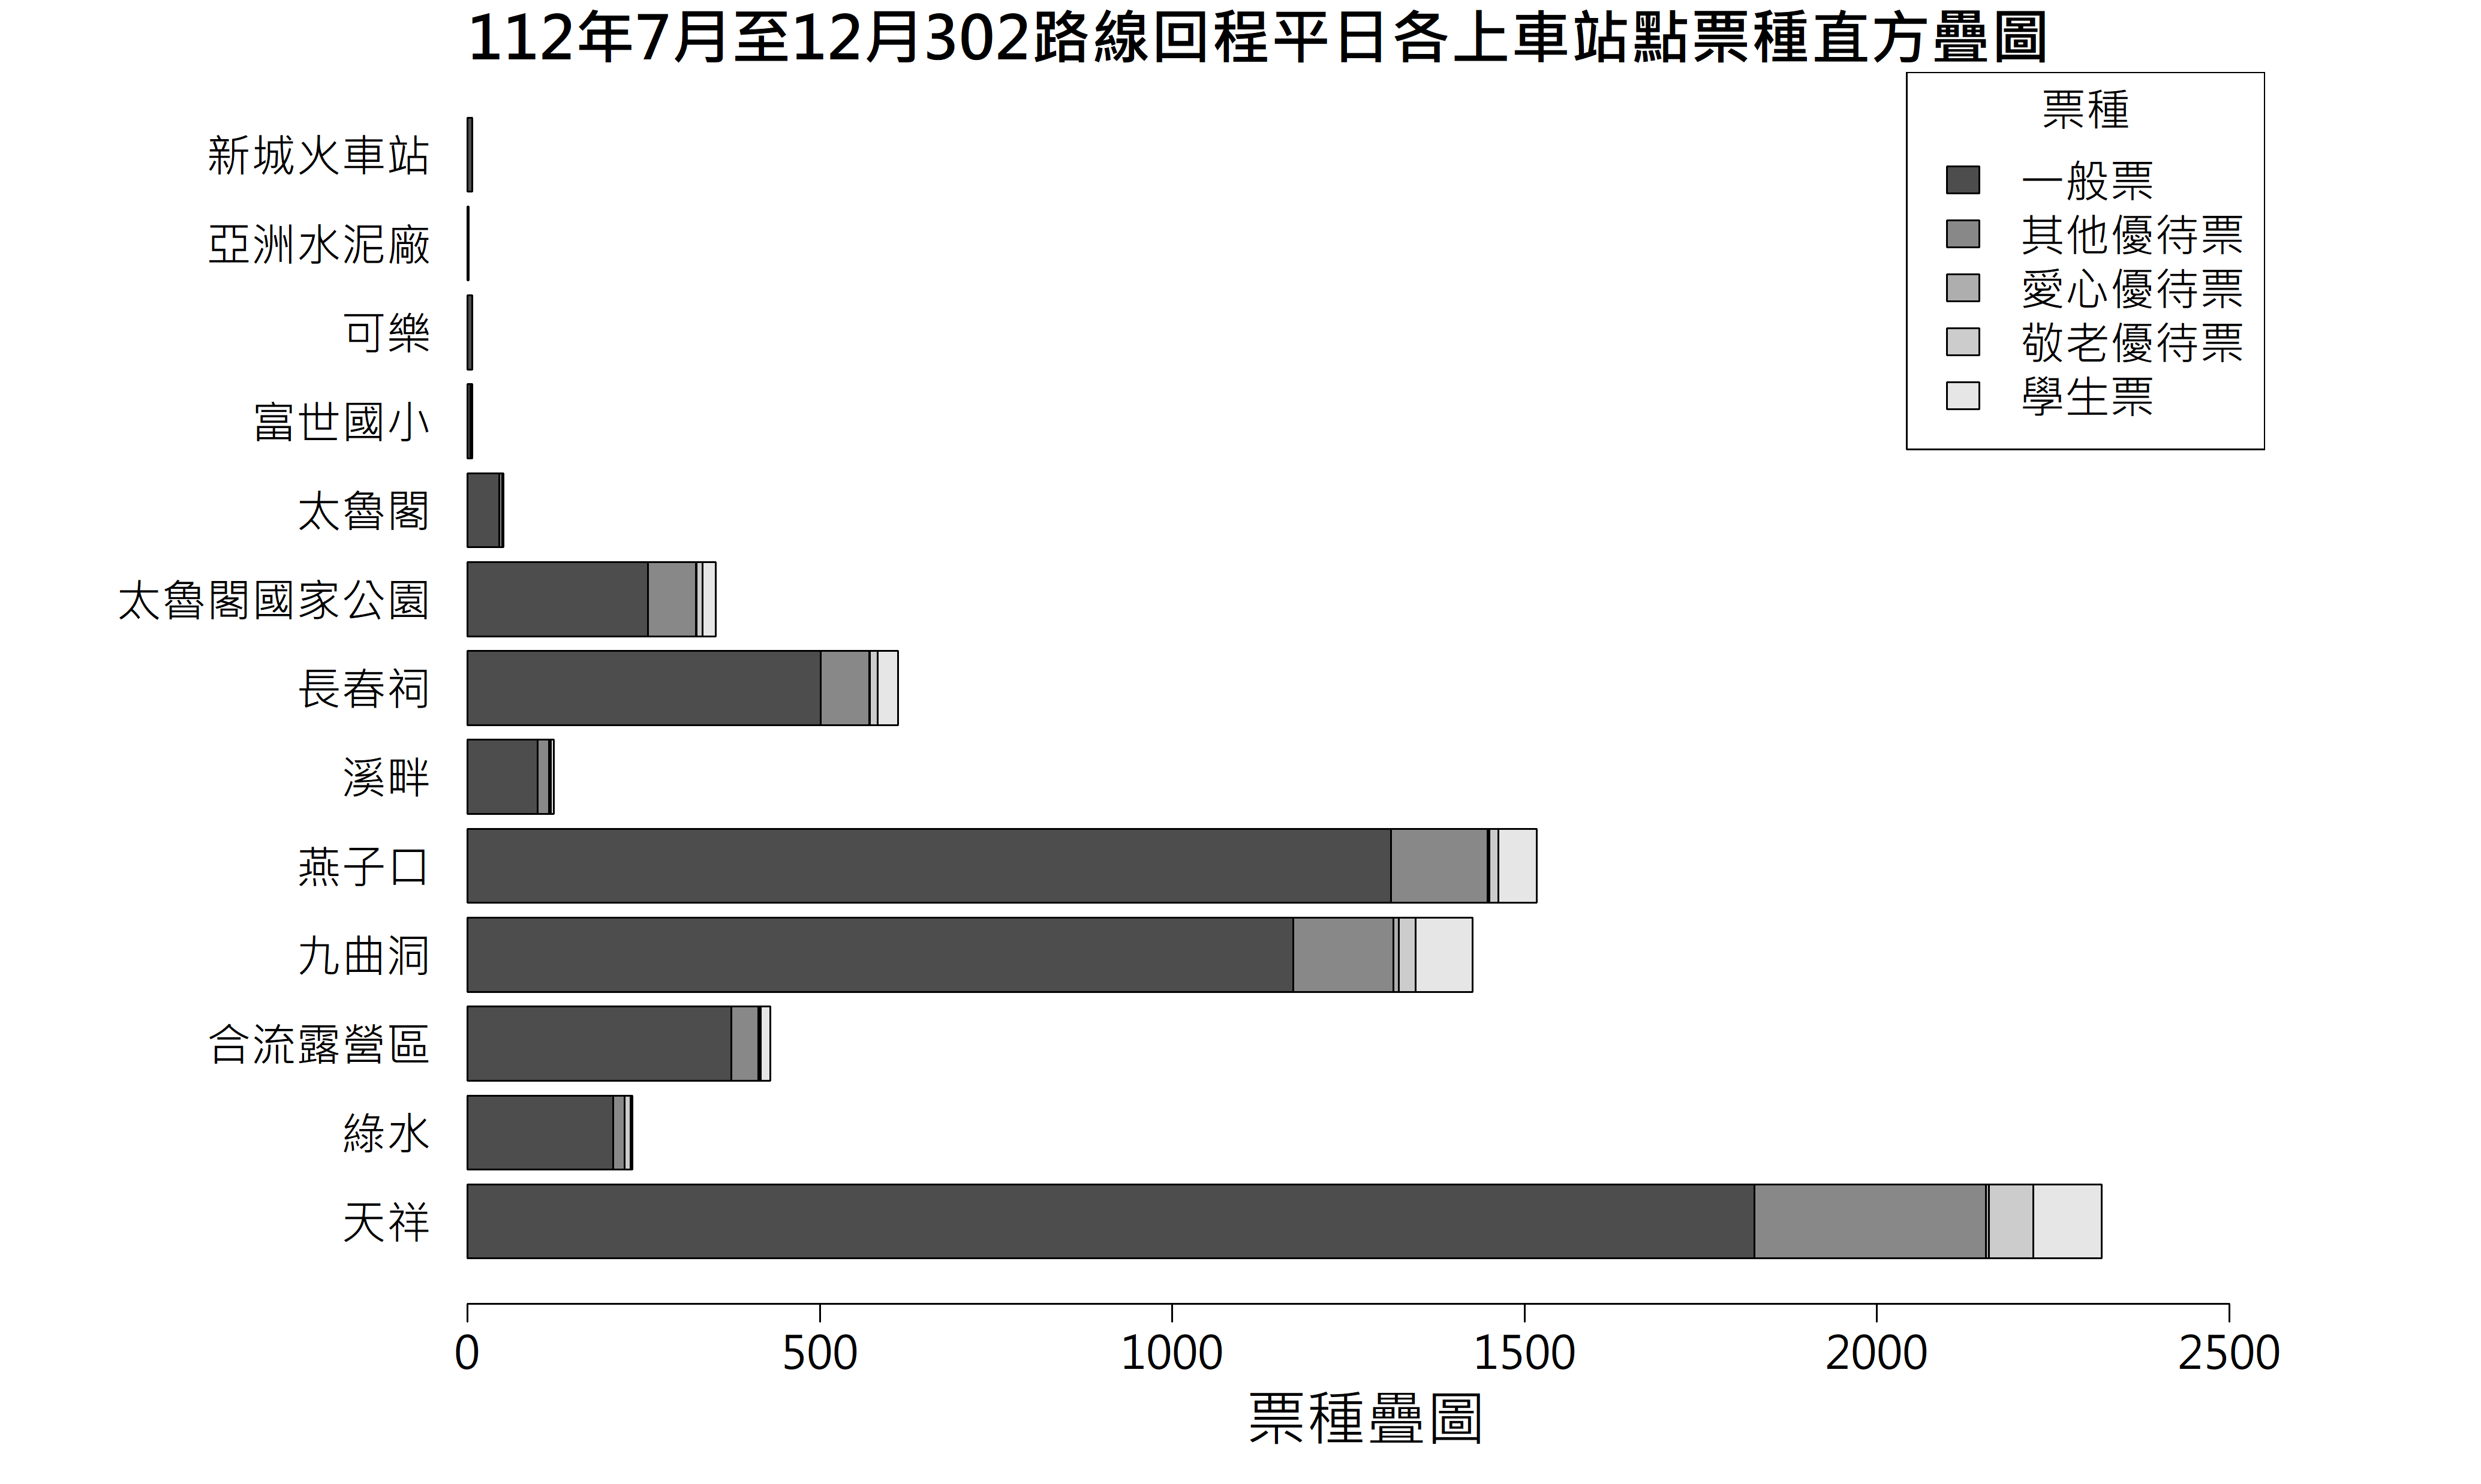 112年7月至12月302路線回程平日各上車站點票種直方疊圖
票種
一般票
其他優待票
愛心優待票
敬老優待票
學生票
新城火車站
亞洲水泥廠
可樂
富世國小
太魯閣
太魯閣國家公園
長春祠
溪畔
燕子口
九曲洞
合流露營區
綠水
天祥
0 500 1000 1500 2000 2500
票種疊圖